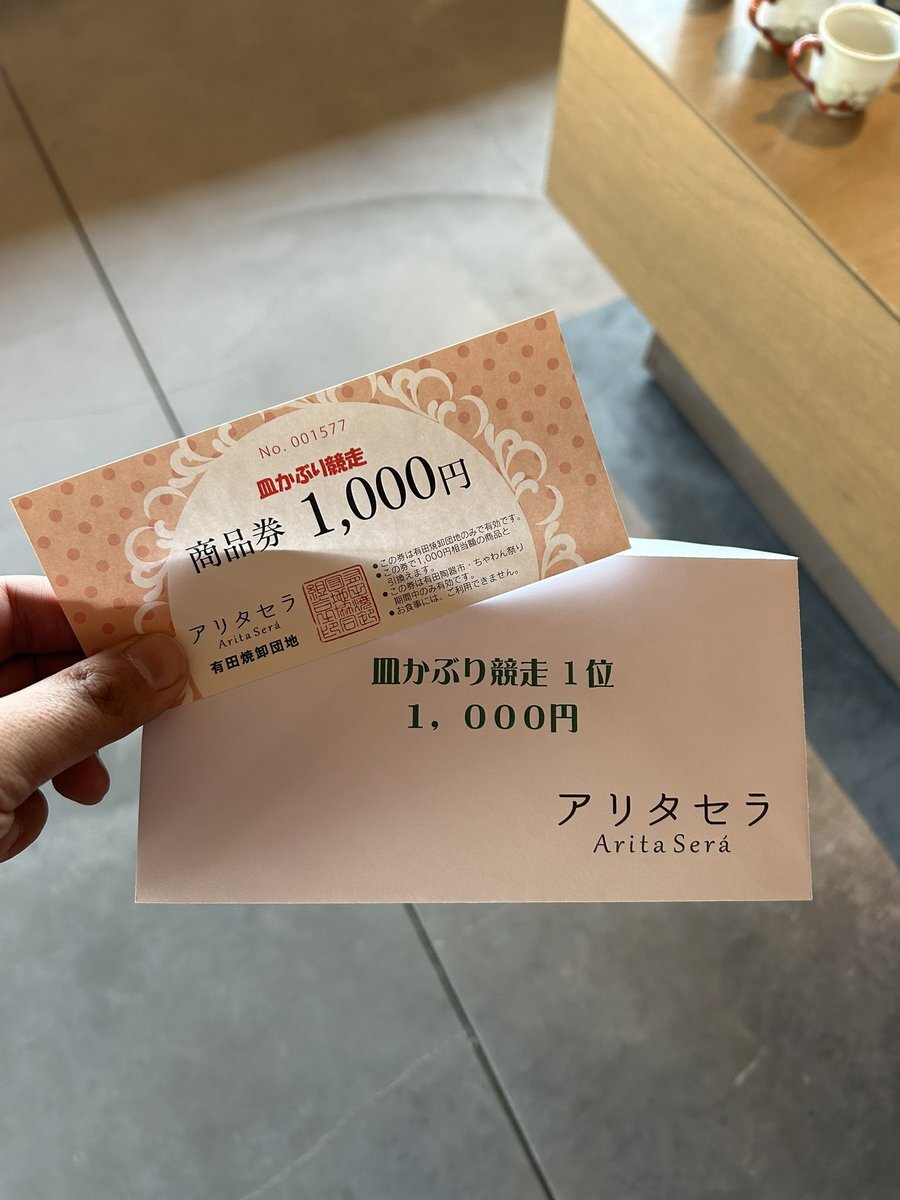 No. 001577
皿かぶり競走
商品券 1,000円
●この券は有田焼卸団地のみで有効です。
●この券で1,000円相当額の商品と
引換えます。
●この券は有田陶器市・ちゃわん祭り
期間中のみ有効です。
●お食事には、ご利用できません。
アリタセラ
Arita Será
有田焼卸団地
皿かぶり競走 1位
1,000円
アリタセラ
Arita Será